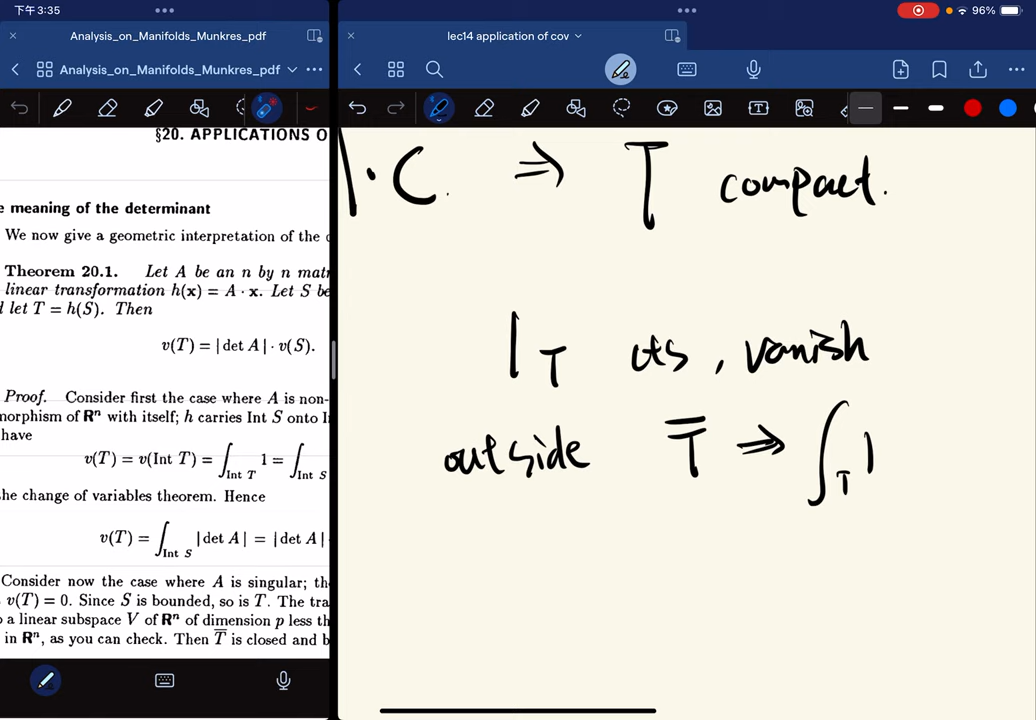 下午 3:35
96%
Analysis_on_Manifolds_Munkres_pdf
Analysis_on_Manifolds_Munkres_pdf
§20. APPLICATIONS O
e meaning of the determinant
We now give a geometric interpretation of the d
Theorem 20.1. Let A be an n by n matr
linear transformation h(x) = A · x. Let S be
d let T = h(S). Then
v(T) = |det A| · v(S).
Proof. Consider first the case where A is non-
morphism of Rⁿ with itself; h carries Int S onto I
have
v(T) = v(Int T) = ∫_{Int T} 1 = ∫_{Int S}
he change of variables theorem. Hence
v(T) = ∫_{Int S} |det A| = |det A|
Consider now the case where A is singular; th
v(T) = 0. Since S is bounded, so is T. The tra
o a linear subspace V of Rⁿ of dimension p less th
in Rⁿ, as you can check. Then T̅ is closed and b
lec14 application of cov
· C. ⇒ T compact.
1_T cts, vanish
outside T̅ ⇒ ∫_T 1